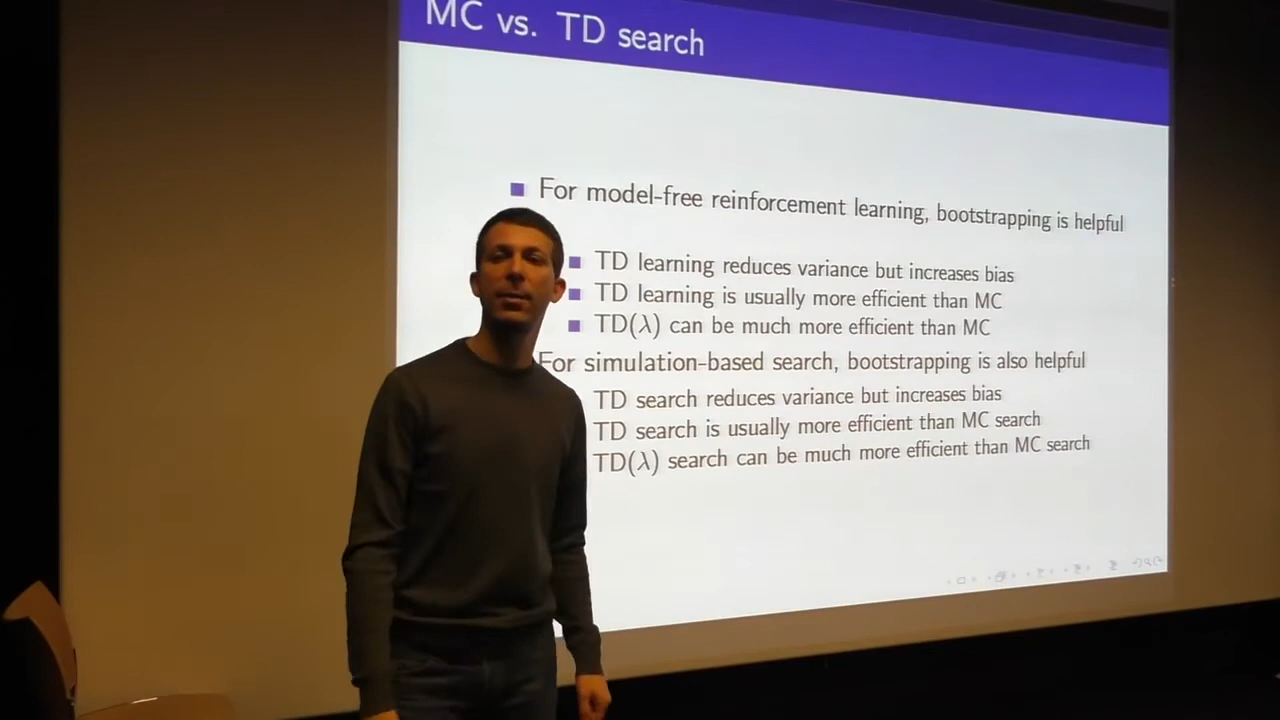 MC vs. TD search
For model-free reinforcement learning, bootstrapping is helpful
TD learning reduces variance but increases bias
TD learning is usually more efficient than MC
TD(λ) can be much more efficient than MC
For simulation-based search, bootstrapping is also helpful
TD search reduces variance but increases bias
TD search is usually more efficient than MC search
TD(λ) search can be much more efficient than MC search